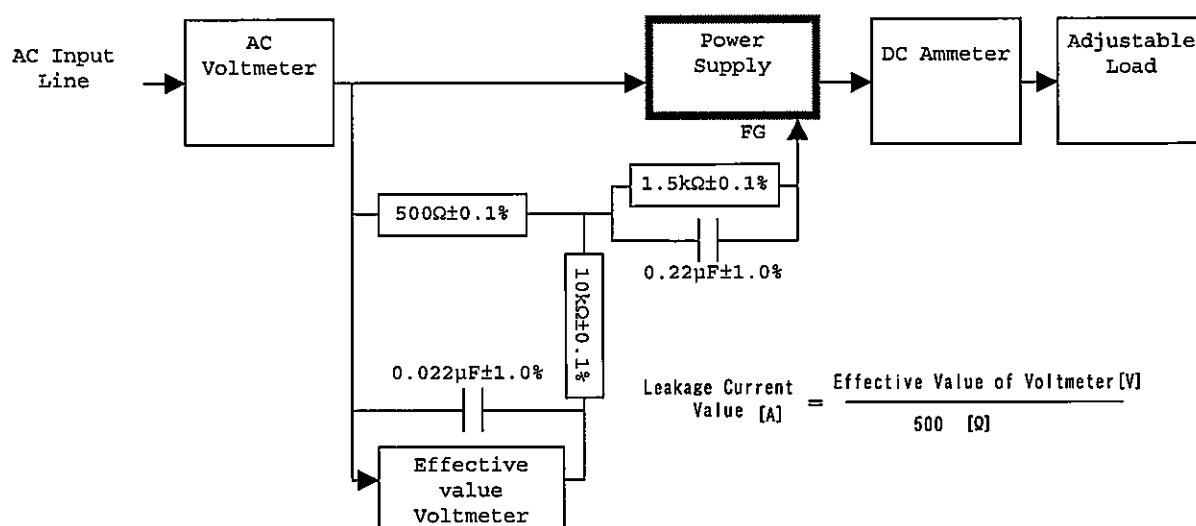 AC Input
Line
AC
Voltmeter
Power
Supply
DC Ammeter
Adjustable
Load
FG
1.5kΩ±0.1%
500Ω±0.1%
0.22µF±1.0%
10kΩ±0.1%
0.022µF±1.0%
Effective
value
Voltmeter
Leakage Current
Value [A]
=
Effective Value of Voltmeter[V]
500 [Ω]